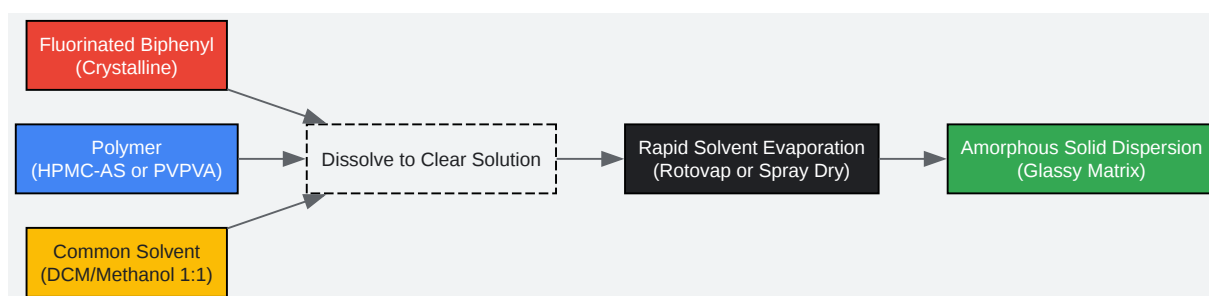 Fluorinated Biphenyl
(Crystalline)
Polymer
(HPMC-AS or PVPVA)
Common Solvent
(DCM/Methanol 1:1)
Dissolve to Clear Solution
Rapid Solvent Evaporation
(Rotovap or Spray Dry)
Amorphous Solid Dispersion
(Glassy Matrix)